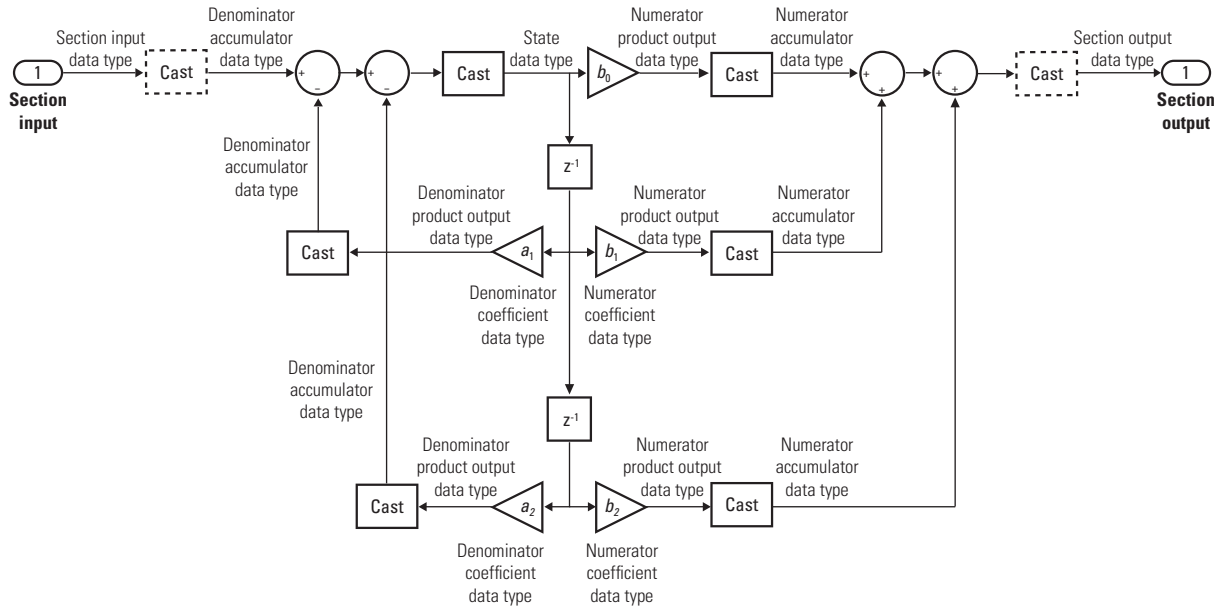 Section input
data type
1
Section
input
Cast
Denominator
accumulator
data type
+
−
+
−
Cast
State
data type
b0
Numerator
product output
data type
Cast
Numerator
accumulator
data type
+
+
+
+
Cast
Section output
data type
1
Section
output
Denominator
accumulator
data type
z-1
Cast
Denominator
product output
data type
a1
b1
Numerator
product output
data type
Cast
Numerator
accumulator
data type
Denominator
coefficient
data type
Numerator
coefficient
data type
Denominator
accumulator
data type
z-1
Cast
Denominator
product output
data type
a2
b2
Numerator
product output
data type
Cast
Numerator
accumulator
data type
Denominator
coefficient
data type
Numerator
coefficient
data type